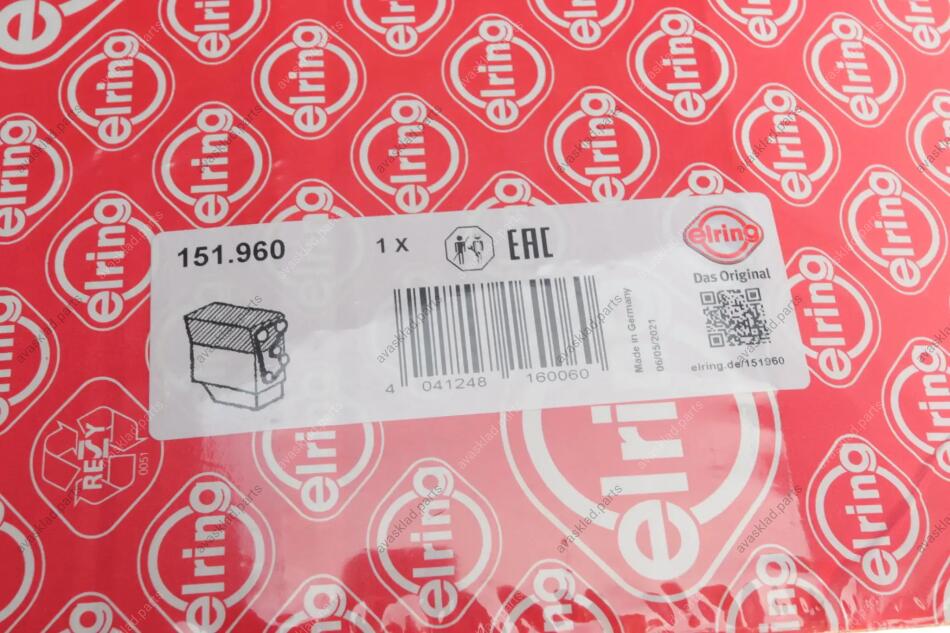 151.960
1 X
EAC
elring
Das Original
elring.de/151960
Made in Germany
06/05/2021
4 041248 160060
RESY
0051
elring
avasklad.parts